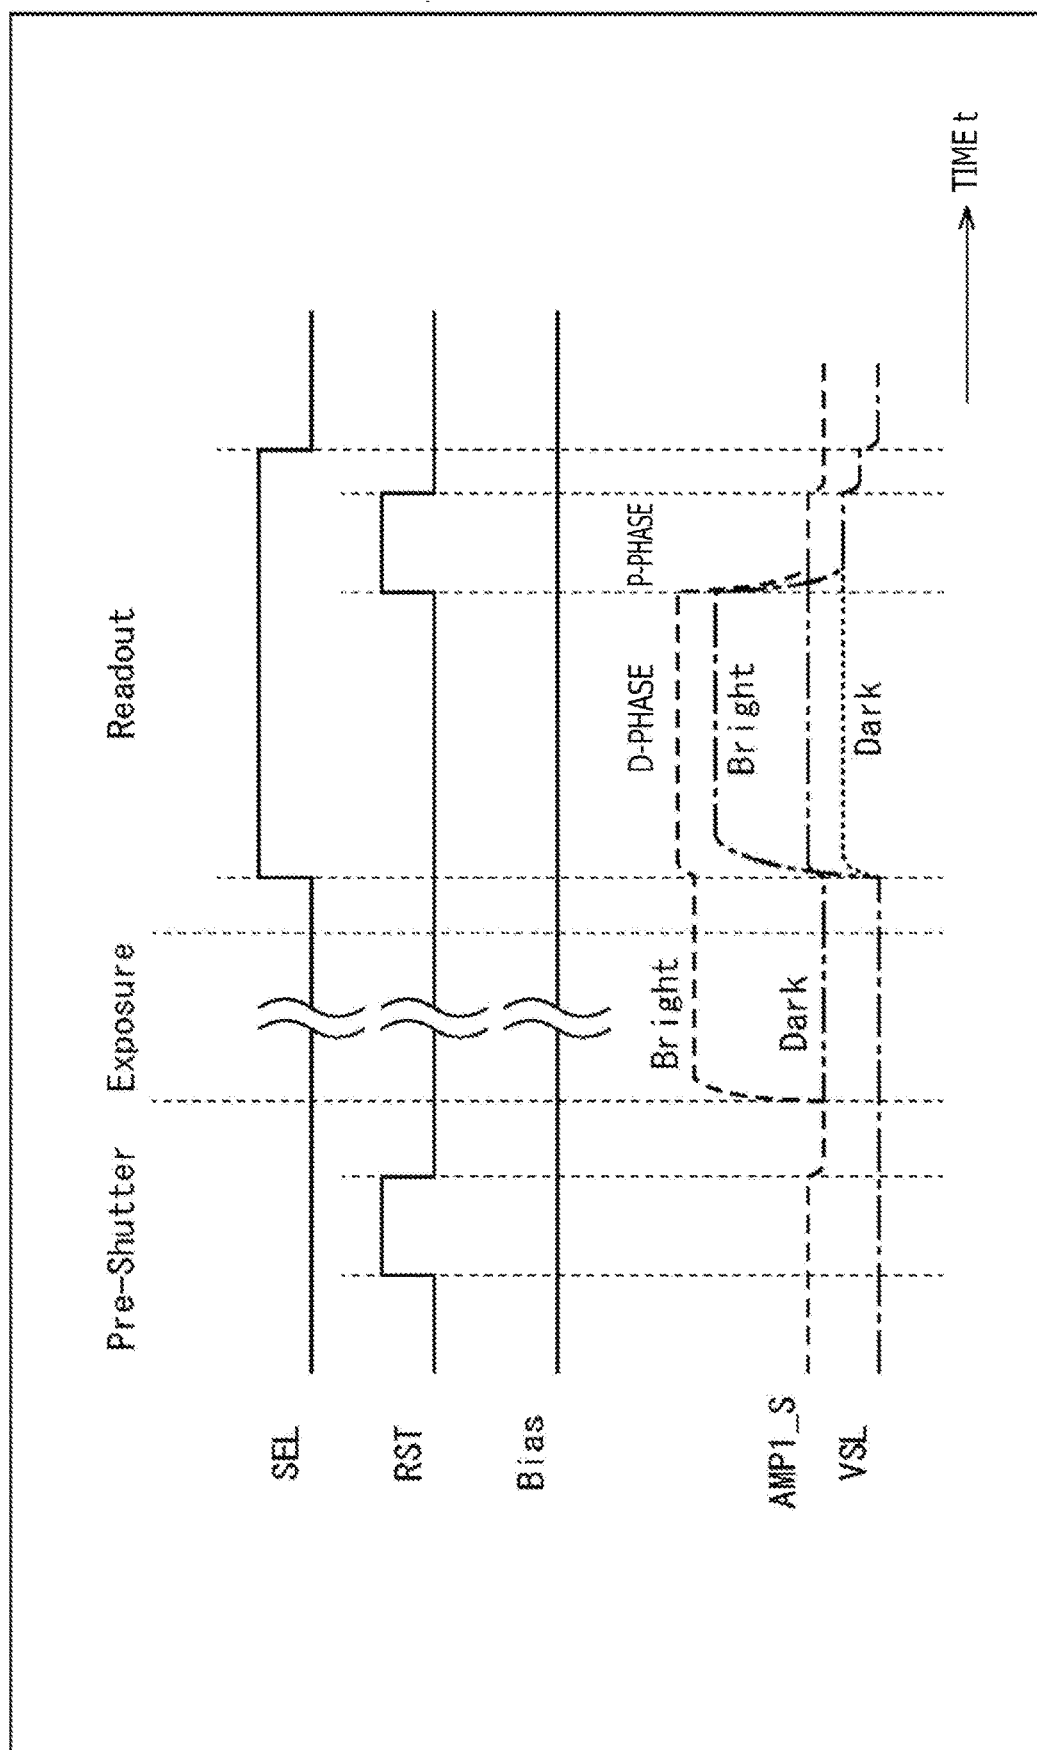 Pre-Shutter
Exposure
Readout
SEL
RST
Bias
D-PHASE
P-PHASE
Bright
Bright
Dark
Dark
AMP1_S
VSL
TIME t